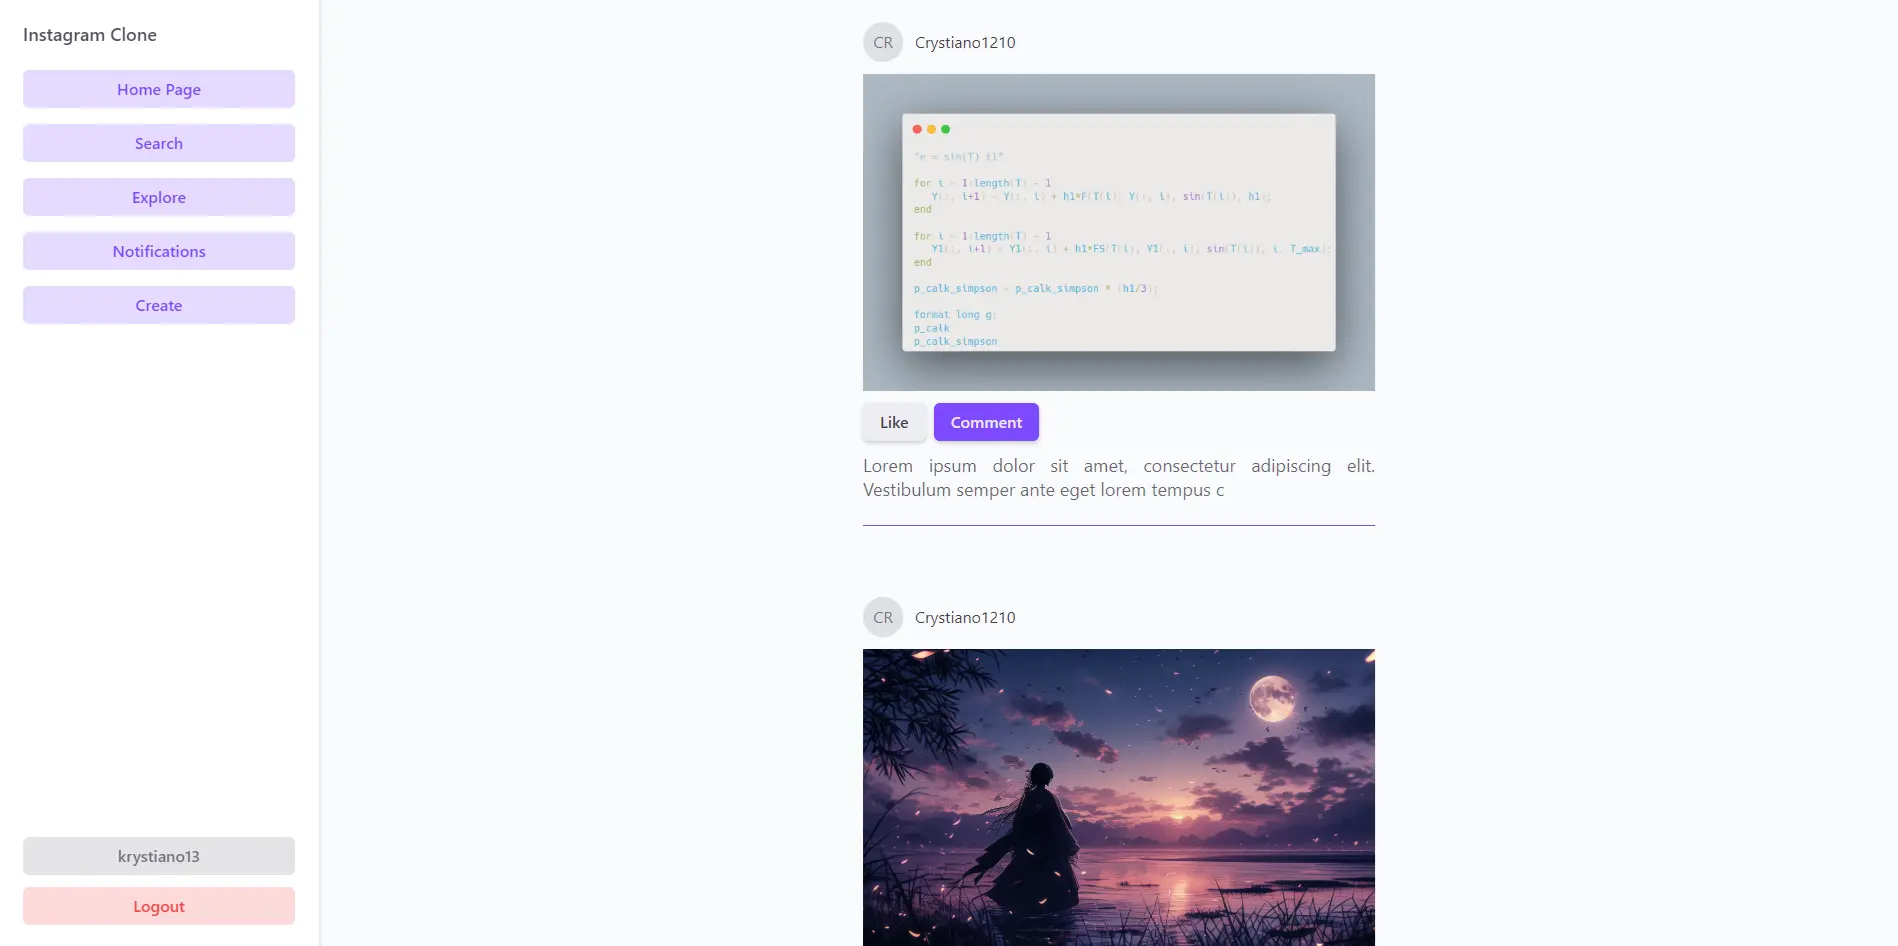 Instagram Clone
Home Page
Search
Explore
Notifications
Create
krystiano13
Logout
CR Crystiano1210
"e = sin(T) t1"
for i = 1:length(T) - 1
Y(:, i+1) = Y(:, i) + h1*F(T(i), Y(:, i), sin(T(i)), h1);
end
for i = 1:length(T) - 1
Y1(:, i+1) = Y1(:, i) + h1*FS(T(i), Y1(:, i), sin(T(i)), i, T_max);
end
p_calk_simpson = p_calk_simpson * (h1/3);
format long g;
p_calk
p_calk_simpson
Like Comment
Lorem ipsum dolor sit amet, consectetur adipiscing elit.
Vestibulum semper ante eget lorem tempus c
CR Crystiano1210